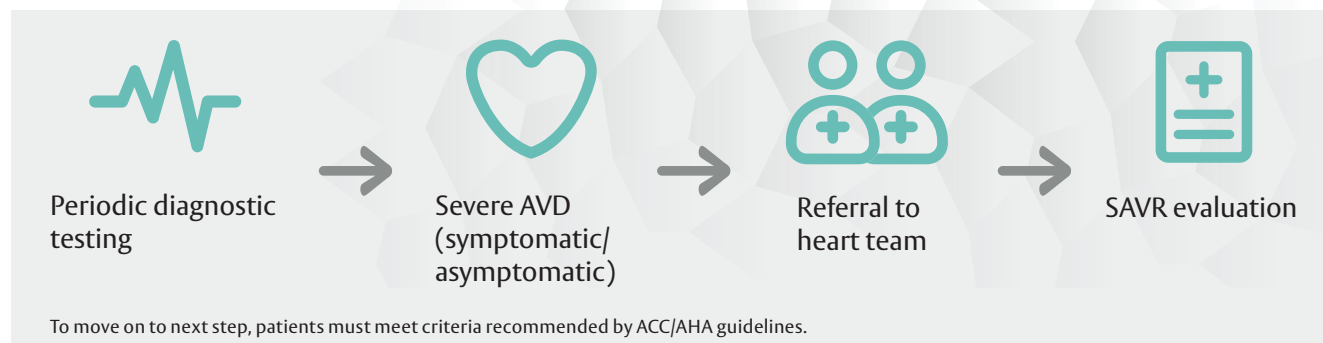 Periodic diagnostic
testing
Severe AVD
(symptomatic/
asymptomatic)
Referral to
heart team
SAVR evaluation
To move on to next step, patients must meet criteria recommended by ACC/AHA guidelines.